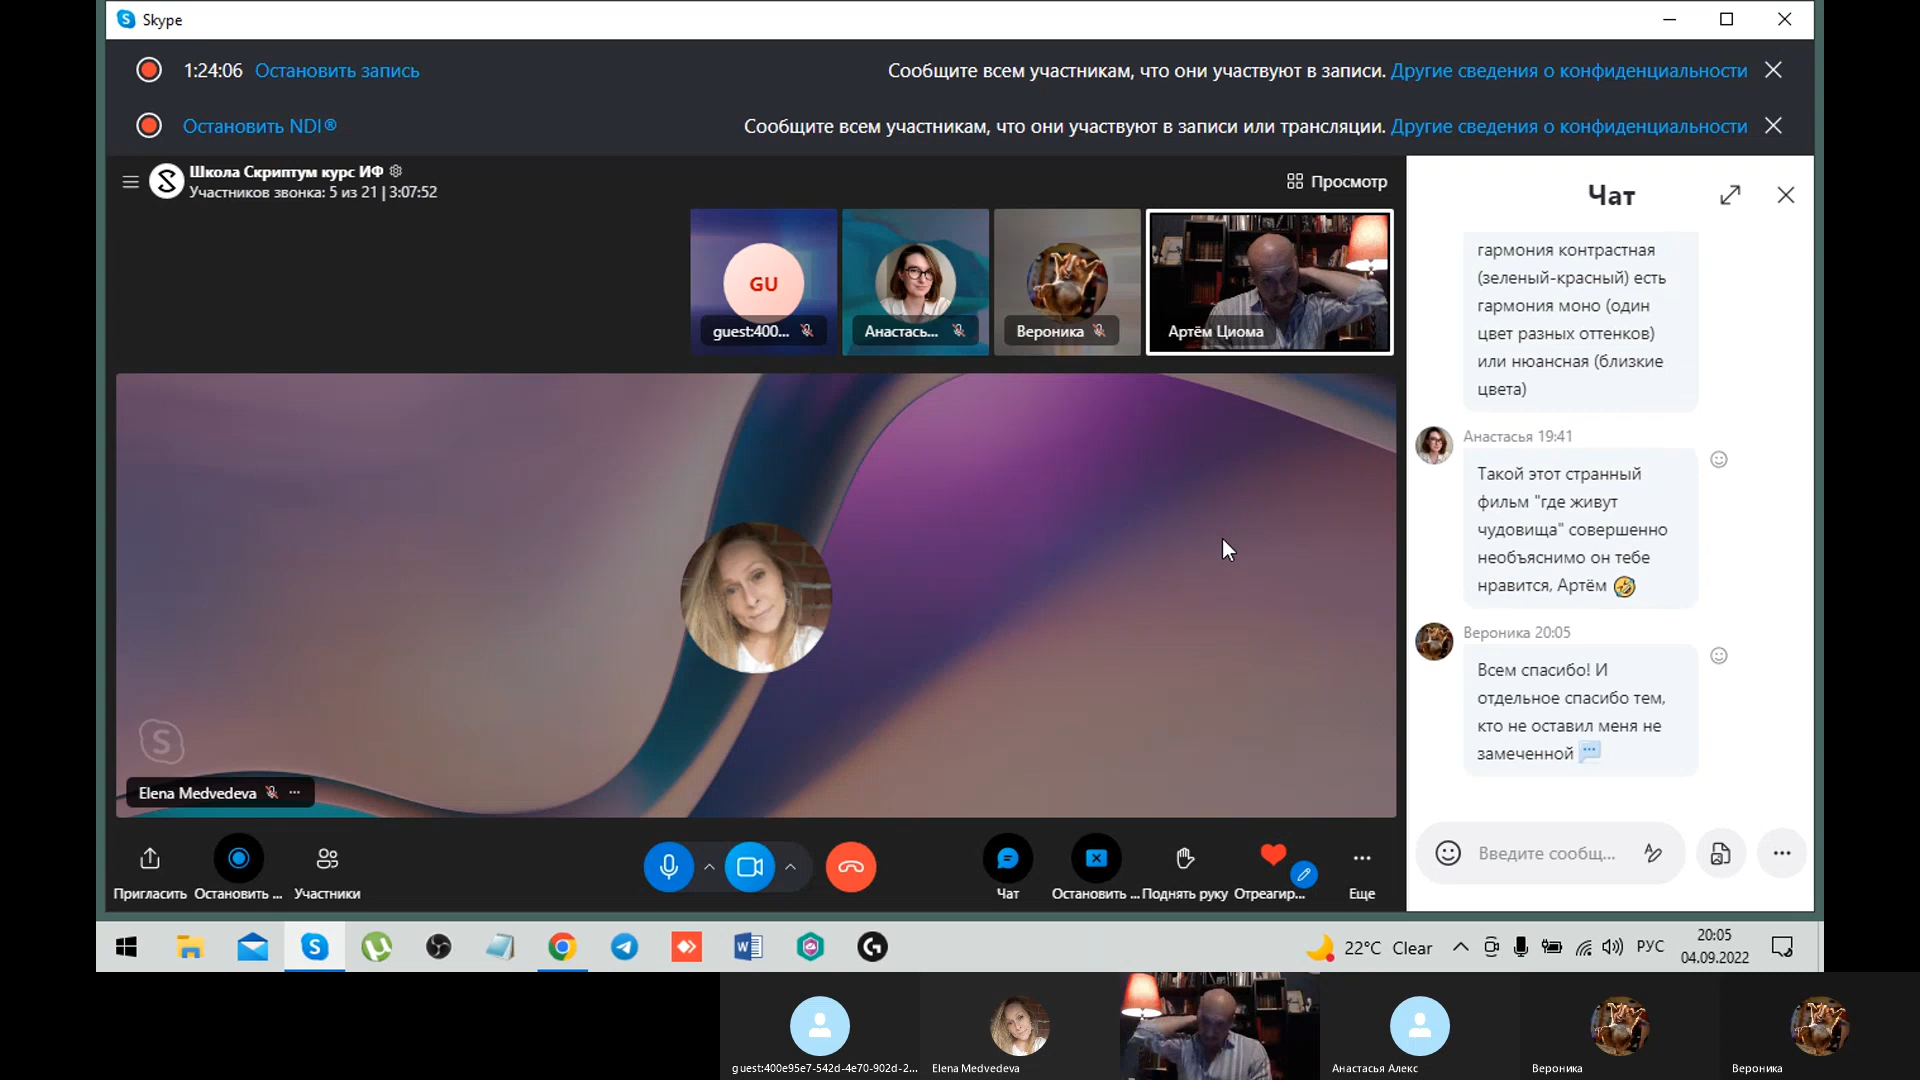 Skype
1:24:06 Остановить запись
Сообщите всем участникам, что они участвуют в записи. Другие сведения о конфиденциальности
Остановить NDI®
Сообщите всем участникам, что они участвуют в записи или трансляции. Другие сведения о конфиденциальности
Школа Скриптум курс ИФ
Участников звонка: 5 из 21 | 3:07:52
Просмотр
GU
guest:400...
Анастась...
Вероника
Артём Циома
Elena Medvedeva
Чат
гармония контрастная
(зеленый-красный) есть
гармония моно (один
цвет разных оттенков)
или нюансная (близкие
цвета)
Анастасья 19:41
Такой этот странный
фильм "где живут
чудовища" совершенно
необъяснимо он тебе
нравится, Артём
Вероника 20:05
Всем спасибо! И
отдельное спасибо тем,
кто не оставил меня не
замеченной
Введите сообщ...
Пригласить
Остановить ...
Участники
Чат
Остановить ...
Поднять руку
Отреагир...
Еще
22°C Clear
РУС
20:05
04.09.2022
guest:400e95e7-542d-4e70-902d-2...
Elena Medvedeva
Анастасья Алекс
Вероника
Вероника